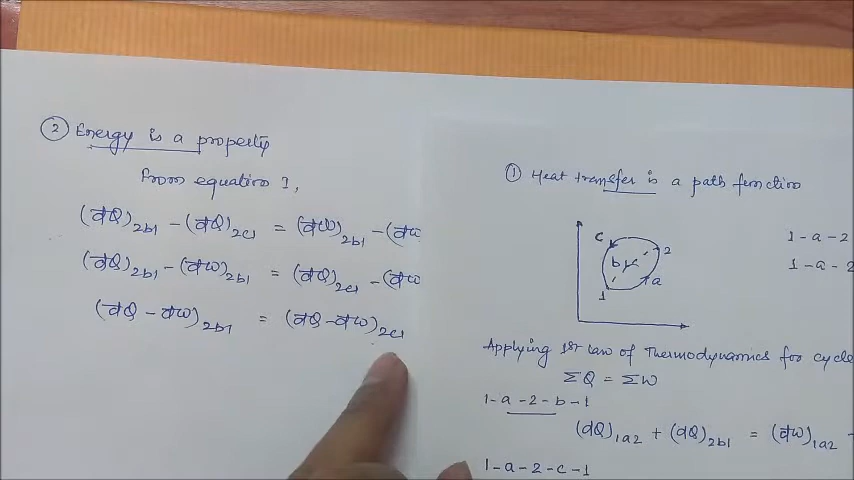 ② Energy is a property
From equation 1,
(đQ)2b1 - (đQ)2c1 = (đW)2b1 - (đW
(đQ)2b1 - (đW)2b1 = (đQ)2c1 - (đW
(đQ - đW)2b1 = (đQ - đW)2c1
① Heat transfer is a path function
c
2
b
a
1
1-a-2
1-a-2
Applying 1st law of Thermodynamics for cycle
ΣQ = ΣW
1-a-2-b-1
(đQ)1a2 + (đQ)2b1 = (đW)1a2
1-a-2-c-1